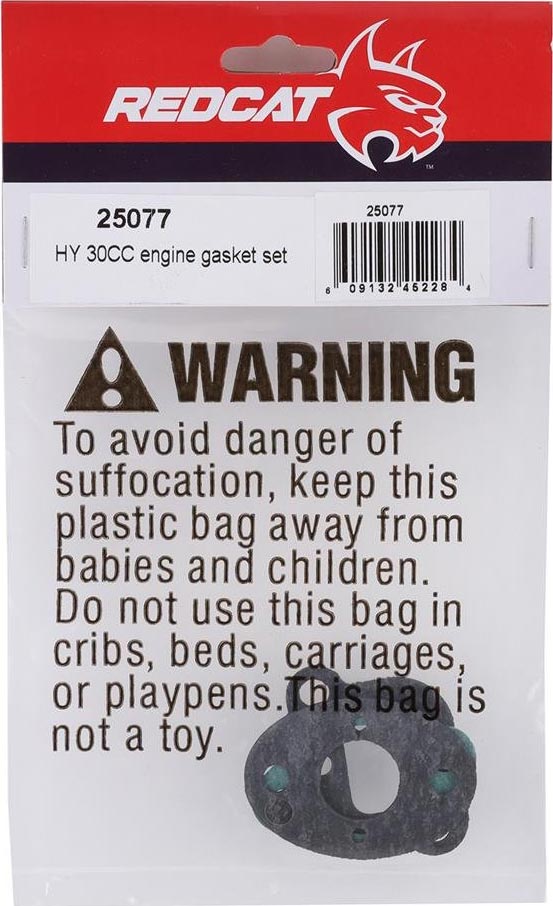 REDCAT
TM
25077
HY 30CC engine gasket set
25077
6 09132 45228 4
WARNING
To avoid danger of
suffocation, keep this
plastic bag away from
babies and children.
Do not use this bag in
cribs, beds, carriages,
or playpens.This bag is
not a toy.